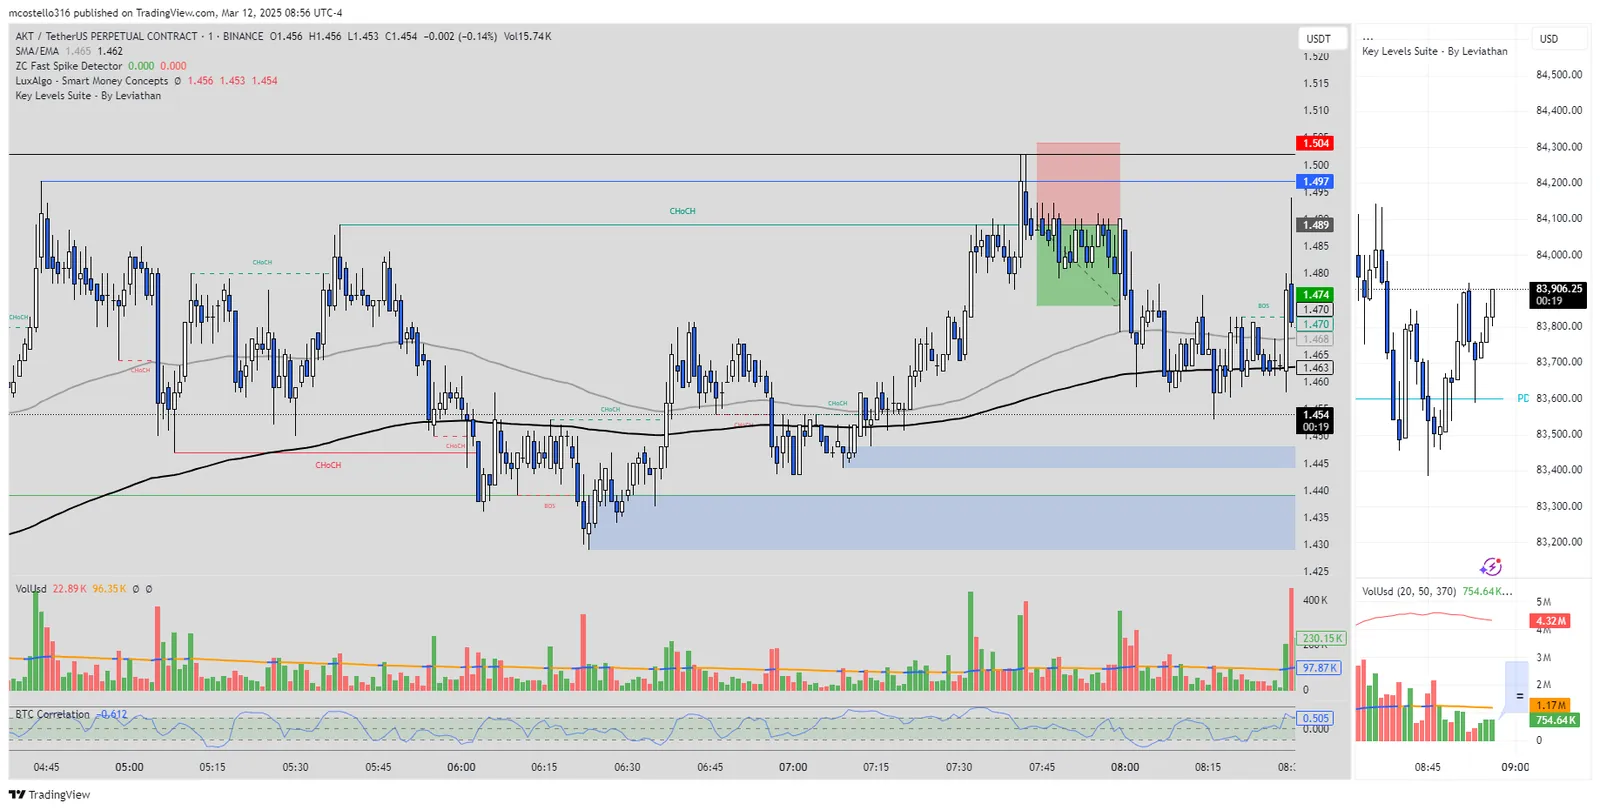 mcostello316 published on TradingView.com, Mar 12, 2025 08:56 UTC-4
AKT / TetherUS PERPETUAL CONTRACT · 1 · BINANCE O1.456 H1.456 L1.453 C1.454 −0.002 (−0.14%) Vol15.74K
SMA/EMA 1.465 1.462
ZC Fast Spike Detector 0.000 0.000
LuxAlgo - Smart Money Concepts Ø 1.456 1.453 1.454
Key Levels Suite - By Leviathan
USDT
1.520
1.515
1.510
1.504
1.500
1.497
1.495
1.489
1.485
1.480
1.474
1.470
1.470
1.468
1.465
1.463
1.460
1.454
00:19
1.450
1.445
1.440
1.435
1.430
1.425
CHoCH
CHoCH
CHoCH
CHoCH
CHoCH
CHoCH
BOS
CHoCH
CHoCH
CHoCH
BOS
VolUsd 22.89K 96.35K Ø Ø
400K
230.15K
97.87K
0
BTC Correlation -0.612
0.505
0.000
04:45 05:00 05:15 05:30 05:45 06:00 06:15 06:30 06:45 07:00 07:15 07:30 07:45 08:00 08:15
...
Key Levels Suite - By Leviathan
USD
84,500.00
84,400.00
84,300.00
84,200.00
84,100.00
84,000.00
83,906.25
00:19
83,800.00
83,700.00
PD
83,600.00
83,500.00
83,400.00
83,300.00
83,200.00
VolUsd (20, 50, 370) 754.64K...
5M
4.32M
4M
3M
2M
=
1.17M
754.64K
0
08:45 09:00
TradingView